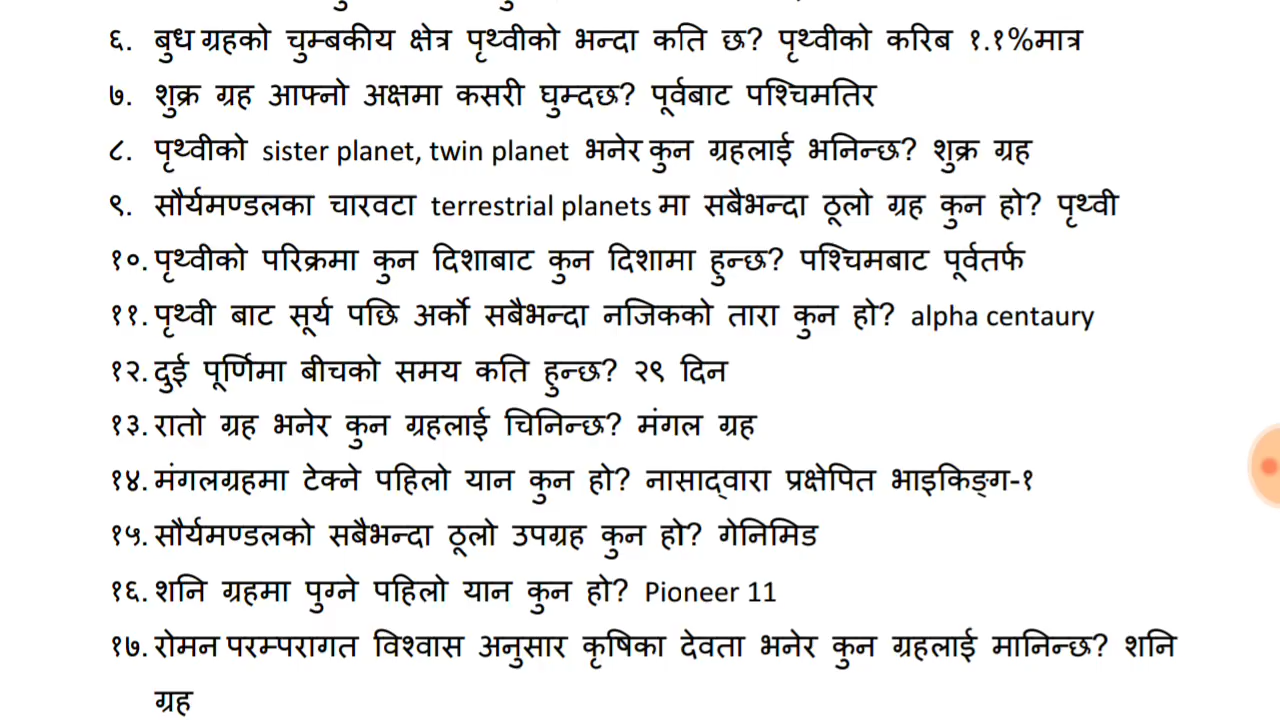 ६. बुध ग्रहको चुम्बकीय क्षेत्र पृथ्वीको भन्दा कति छ? पृथ्वीको करिब १.१%मात्र
७. शुक्र ग्रह आफ्नो अक्षमा कसरी घुम्दछ? पूर्वबाट पश्चिमतिर
८. पृथ्वीको sister planet, twin planet भनेर कुन ग्रहलाई भनिन्छ? शुक्र ग्रह
९. सौर्यमण्डलका चारवटा terrestrial planets मा सबैभन्दा ठूलो ग्रह कुन हो? पृथ्वी
१०. पृथ्वीको परिक्रमा कुन दिशाबाट कुन दिशामा हुन्छ? पश्चिमबाट पूर्वतर्फ
११. पृथ्वी बाट सूर्य पछि अर्को सबैभन्दा नजिकको तारा कुन हो? alpha centaury
१२. दुई पूर्णिमा बीचको समय कति हुन्छ? २९ दिन
१३. रातो ग्रह भनेर कुन ग्रहलाई चिनिन्छ? मंगल ग्रह
१४. मंगलग्रहमा टेक्ने पहिलो यान कुन हो? नासाद्वारा प्रक्षेपित भाइकिङ्ग-१
१५. सौर्यमण्डलको सबैभन्दा ठूलो उपग्रह कुन हो? गेनिमिड
१६. शनि ग्रहमा पुग्ने पहिलो यान कुन हो? Pioneer 11
१७. रोमन परम्परागत विश्वास अनुसार कृषिका देवता भनेर कुन ग्रहलाई मानिन्छ? शनि
ग्रह